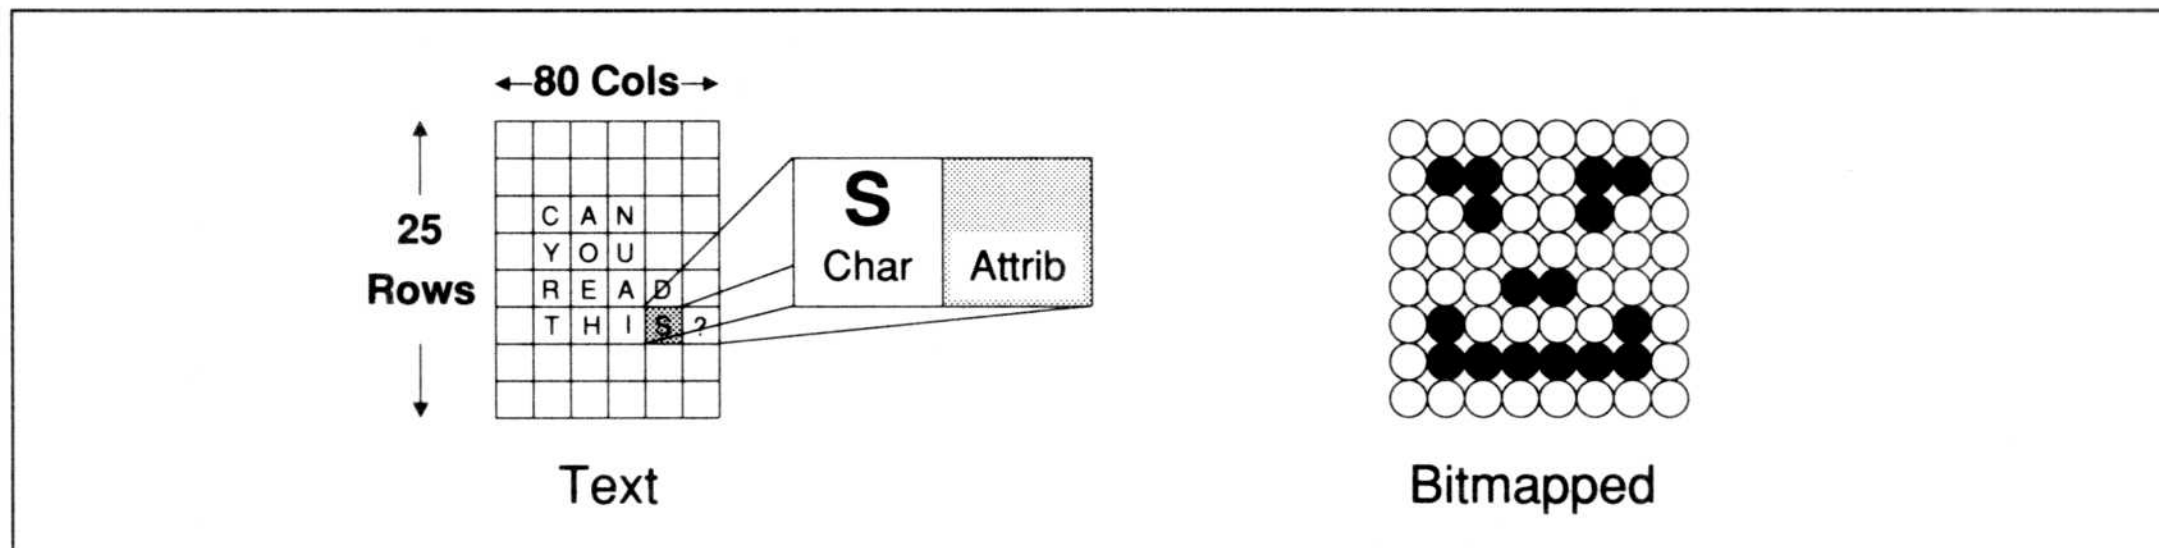 80 Cols
25
Rows
C A N
Y O U
R E A D
T H I S ?
S
Char
Attrib
Text
Bitmapped